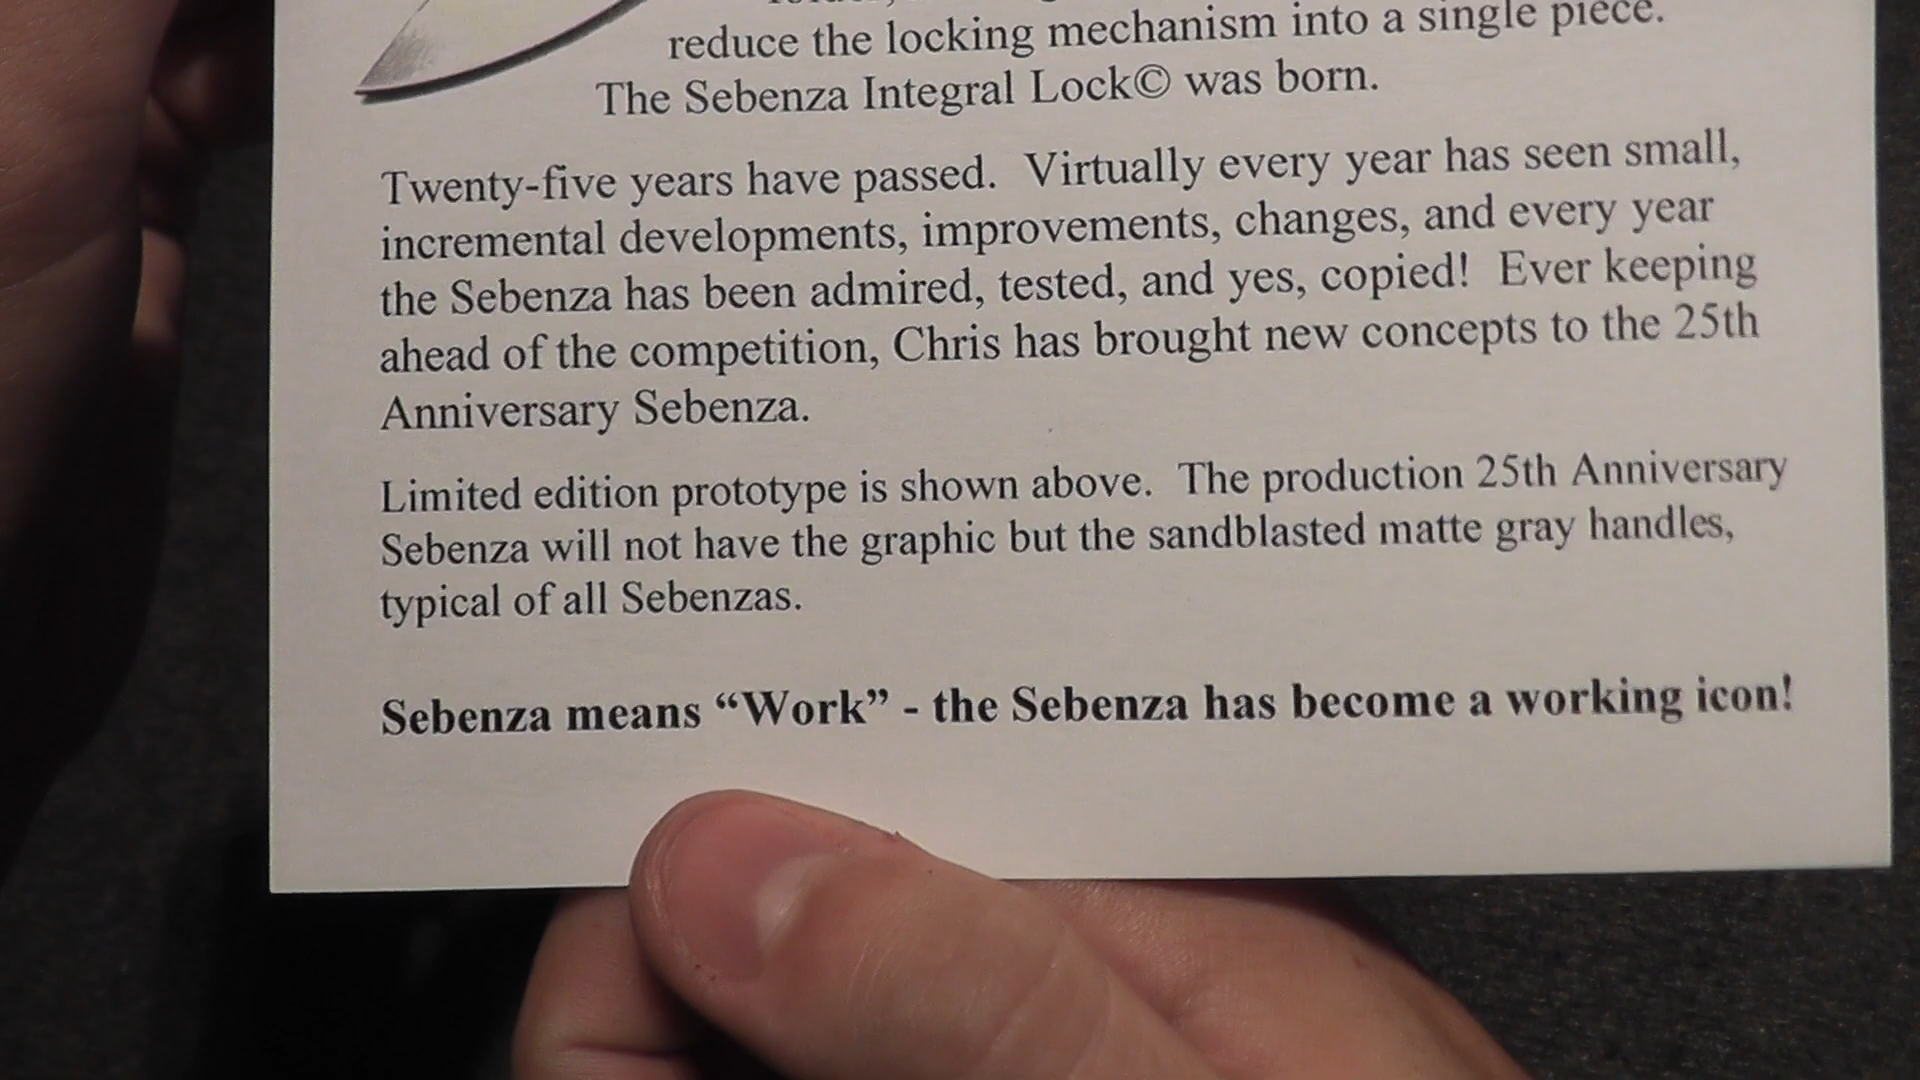 reduce the locking mechanism into a single piece.
The Sebenza Integral Lock© was born.
Twenty-five years have passed. Virtually every year has seen small,
incremental developments, improvements, changes, and every year
the Sebenza has been admired, tested, and yes, copied! Ever keeping
ahead of the competition, Chris has brought new concepts to the 25th
Anniversary Sebenza.
Limited edition prototype is shown above. The production 25th Anniversary
Sebenza will not have the graphic but the sandblasted matte gray handles,
typical of all Sebenzas.
Sebenza means “Work” - the Sebenza has become a working icon!